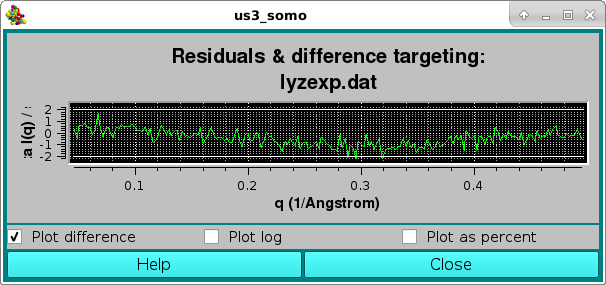 us3_somo
Residuals & difference targeting:
lyzexp.dat
2
1
0
-1
-2
a I(q) /
0.1 0.2 0.3 0.4
q (1/Angstrom)
Plot difference Plot log Plot as percent
Help Close